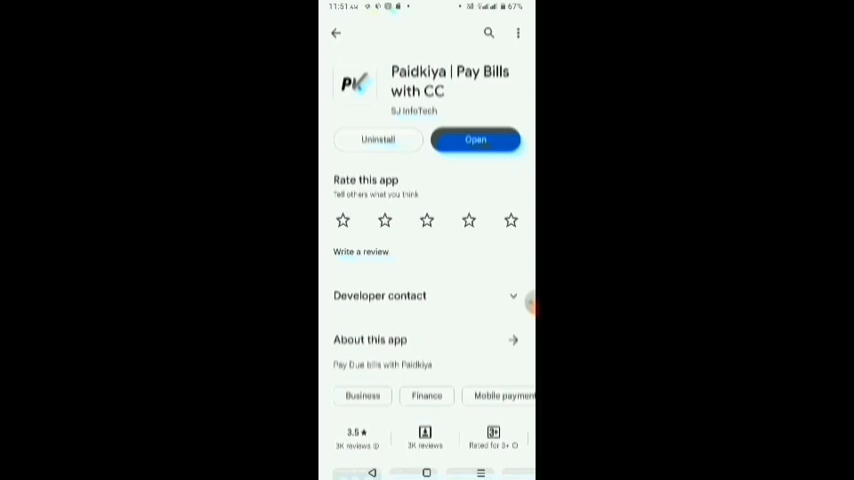 11:51 AM
67%
Paidkiya | Pay Bills
with CC
SJ InfoTech
PK
Uninstall
Open
Rate this app
Tell others what you think
Write a review
Developer contact
About this app
Pay Due bills with Paidkiya
Business
Finance
Mobile paymen
3.5★
3K reviews
3K reviews
3+
Rated for 3+